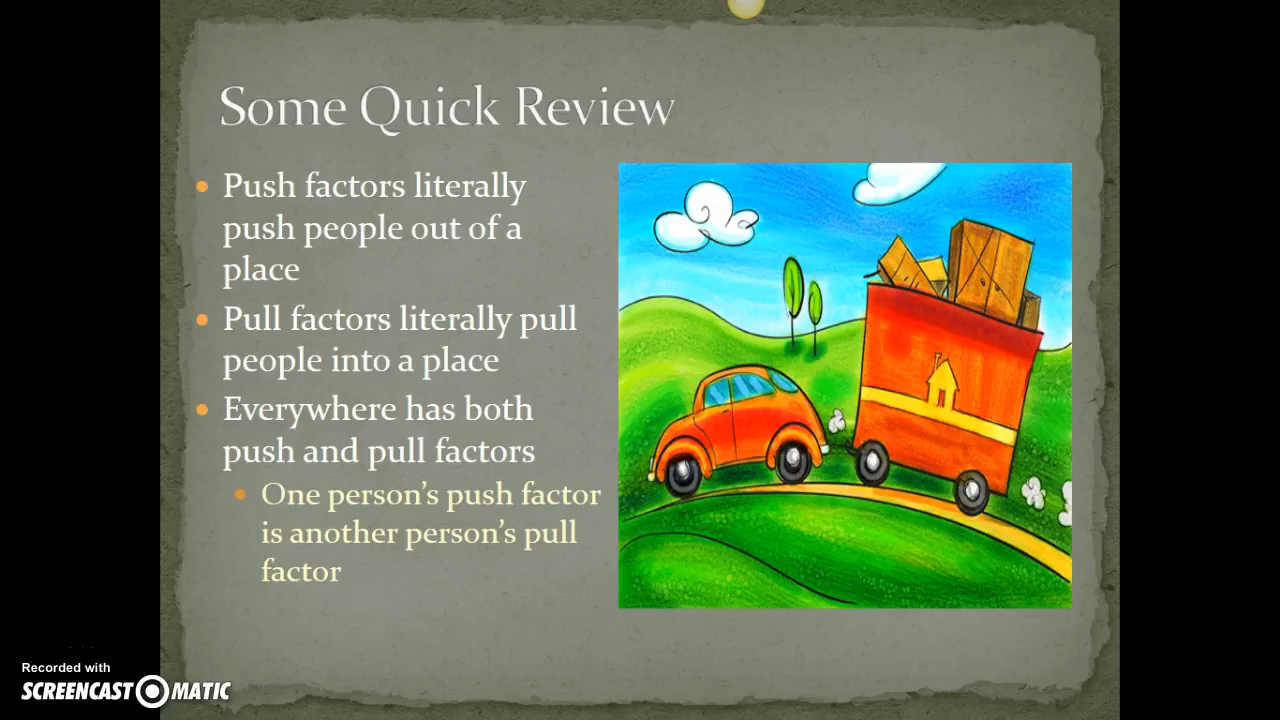 Some Quick Review
Push factors literally
push people out of a
place
Pull factors literally pull
people into a place
Everywhere has both
push and pull factors
One person’s push factor
is another person’s pull
factor
Recorded with
SCREENCAST MATIC